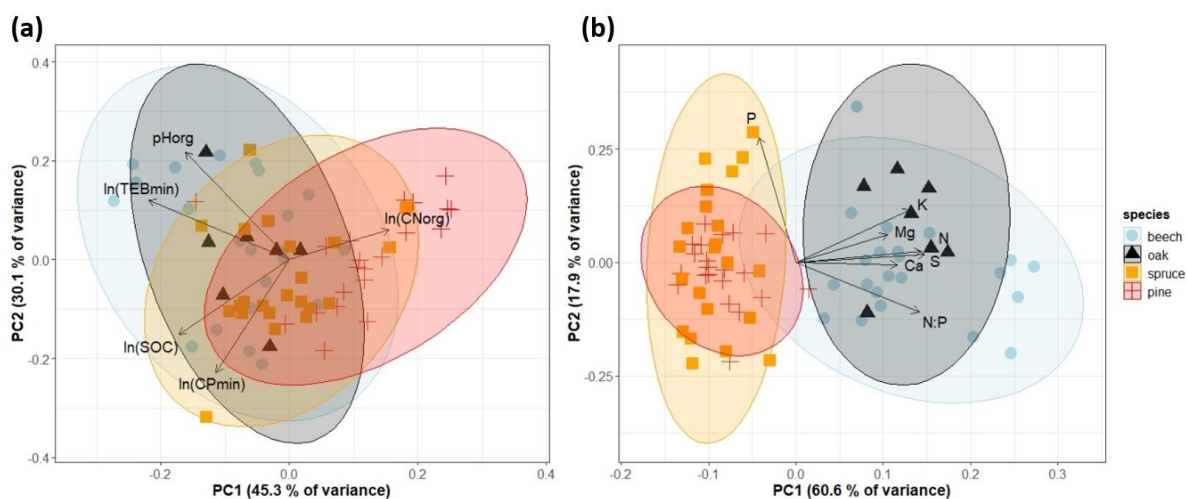 (a)
(b)
0.4
0.2
0.0
-0.2
-0.4
PC2 (30.1 % of variance)
pHorg
ln(TEBmin)
ln(CNorg)
ln(SOC)
ln(CPmin)
-0.2
0.0
0.2
0.4
PC1 (45.3 % of variance)
0.25
0.00
-0.25
PC2 (17.9 % of variance)
P
K
Mg
N
S
Ca
N:P
-0.2
-0.1
0.0
0.1
0.2
0.3
PC1 (60.6 % of variance)
species
beech
oak
spruce
pine